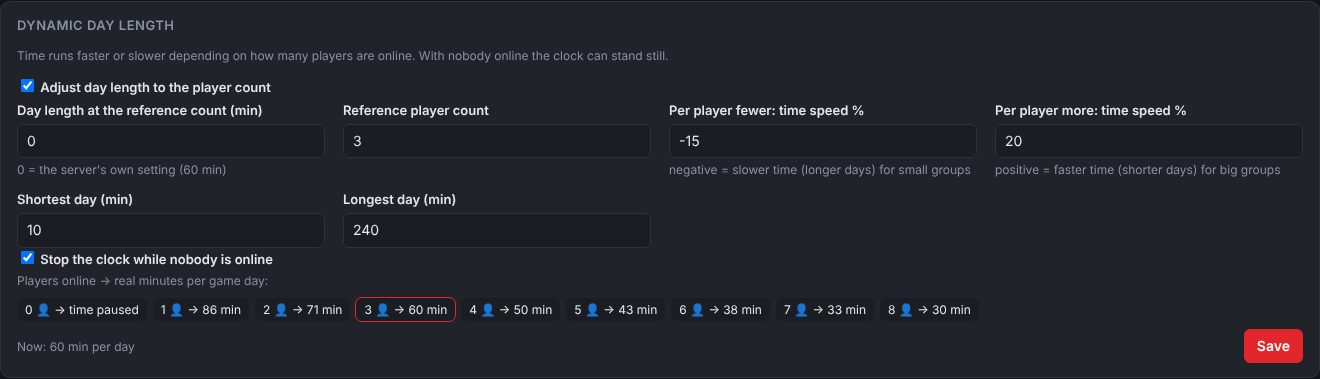 DYNAMIC DAY LENGTH
Time runs faster or slower depending on how many players are online. With nobody online the clock can stand still.
Adjust day length to the player count
Day length at the reference count (min) Reference player count Per player fewer: time speed % Per player more: time speed %
0 3 -15 20
0 = the server's own setting (60 min) negative = slower time (longer days) for small groups positive = faster time (shorter days) for big groups
Shortest day (min) Longest day (min)
10 240
Stop the clock while nobody is online
Players online → real minutes per game day:
0 👤 → time paused 1 👤 → 86 min 2 👤 → 71 min 3 👤 → 60 min 4 👤 → 50 min 5 👤 → 43 min 6 👤 → 38 min 7 👤 → 33 min 8 👤 → 30 min
Now: 60 min per day Save